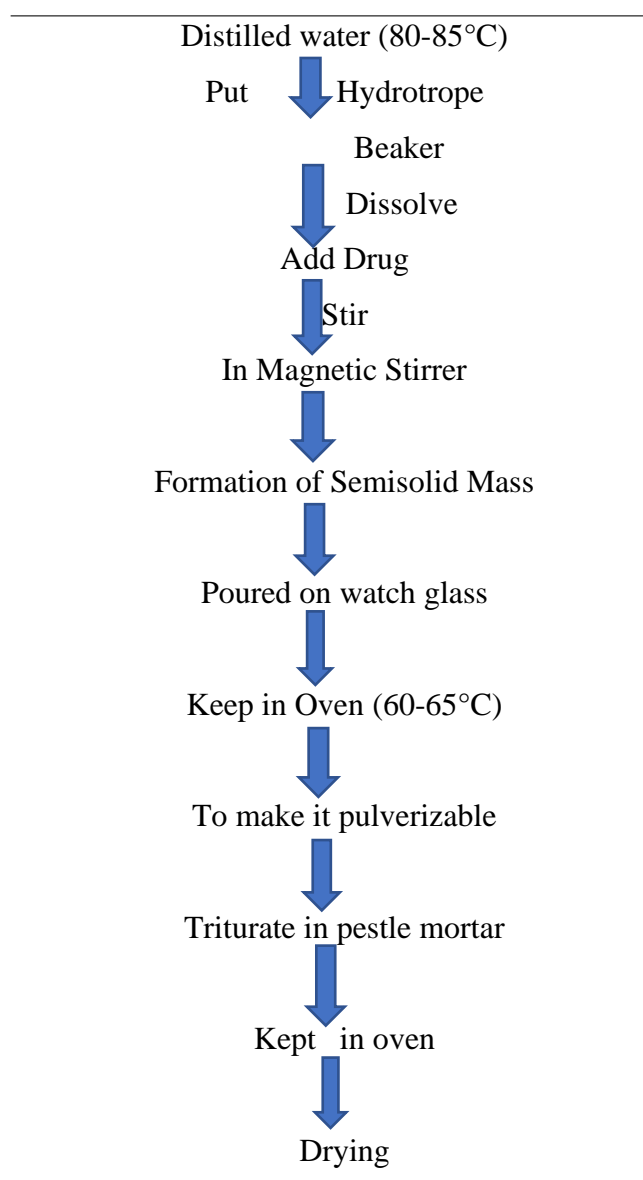 Distilled water (80-85°C)
Put Hydrotrope
Beaker
Dissolve
Add Drug
Stir
In Magnetic Stirrer
Formation of Semisolid Mass
Poured on watch glass
Keep in Oven (60-65°C)
To make it pulverizable
Triturate in pestle mortar
Kept in oven
Drying